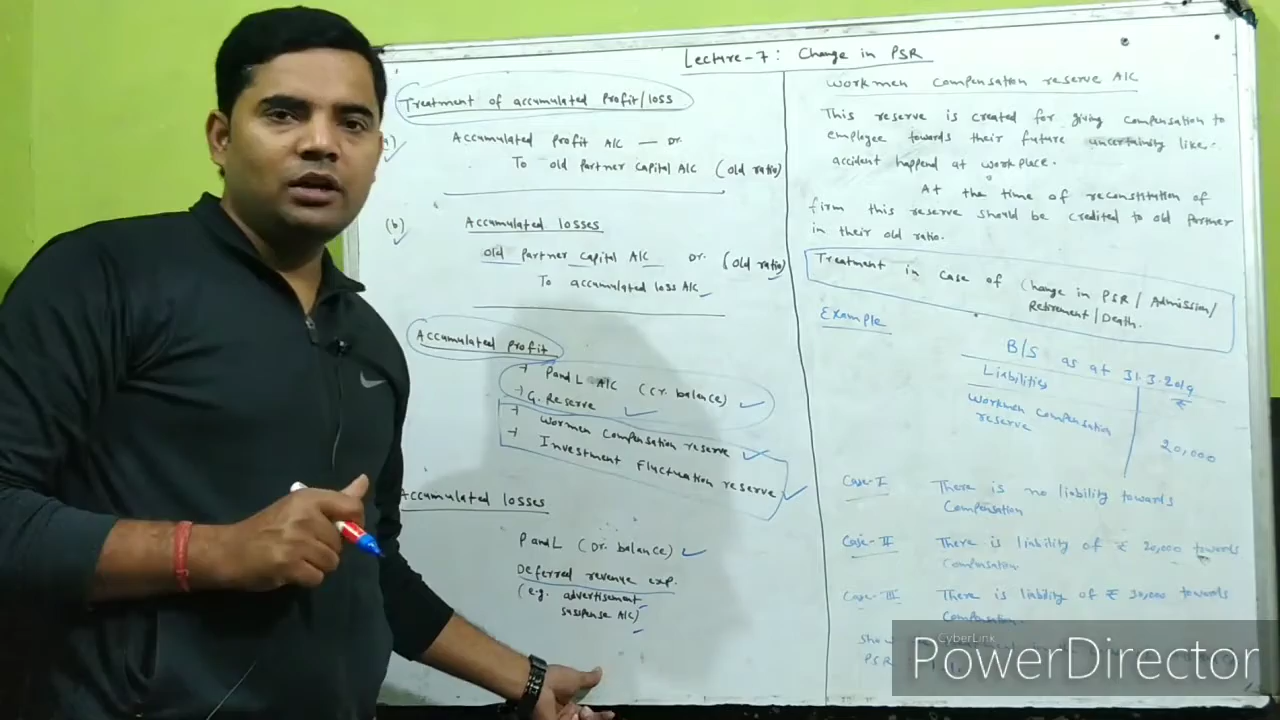 Lecture-7: Change in PSR
Treatment of accumulated Profit/loss
a)
Accumulated Profit A/C — Dr.
To old Partner Capital A/C (old ratio)
(b)
Accumulated losses
old Partner Capital A/C Dr. (old ratio)
To accumulated loss A/C
Accumulated Profit
→ P and L A/C (cr. balance)
→ G. Reserve
→ Wormen Compensation reserve
→ Investment Fluctuation reserve
Accumulated losses
P and L (Dr. balance)
Deferred revenue exp.
(e.g. advertisement
suspense A/C)
Workmen Compensation reserve A/C
This reserve is created for giving compensation to
employee towards their future uncertainity like.
accident happend at workplace.
At the time of reconstitution of
firm this reserve should be credited to old Partner
in their old ratio.
Treatment in case of Change in PSR / Admission/
Retirement / Death.
Example
B/S as at 31.3.2019
Liabilities ₹
Workmen Compensation
reserve
20,000
Case-I There is no liability towards
Compensation
Case-II There is liability of ₹ 20,000 towards
Compensation
Case-III There is liability of ₹ 30,000 towards
Compensation.
Show
PSR
CyberLink
PowerDirector